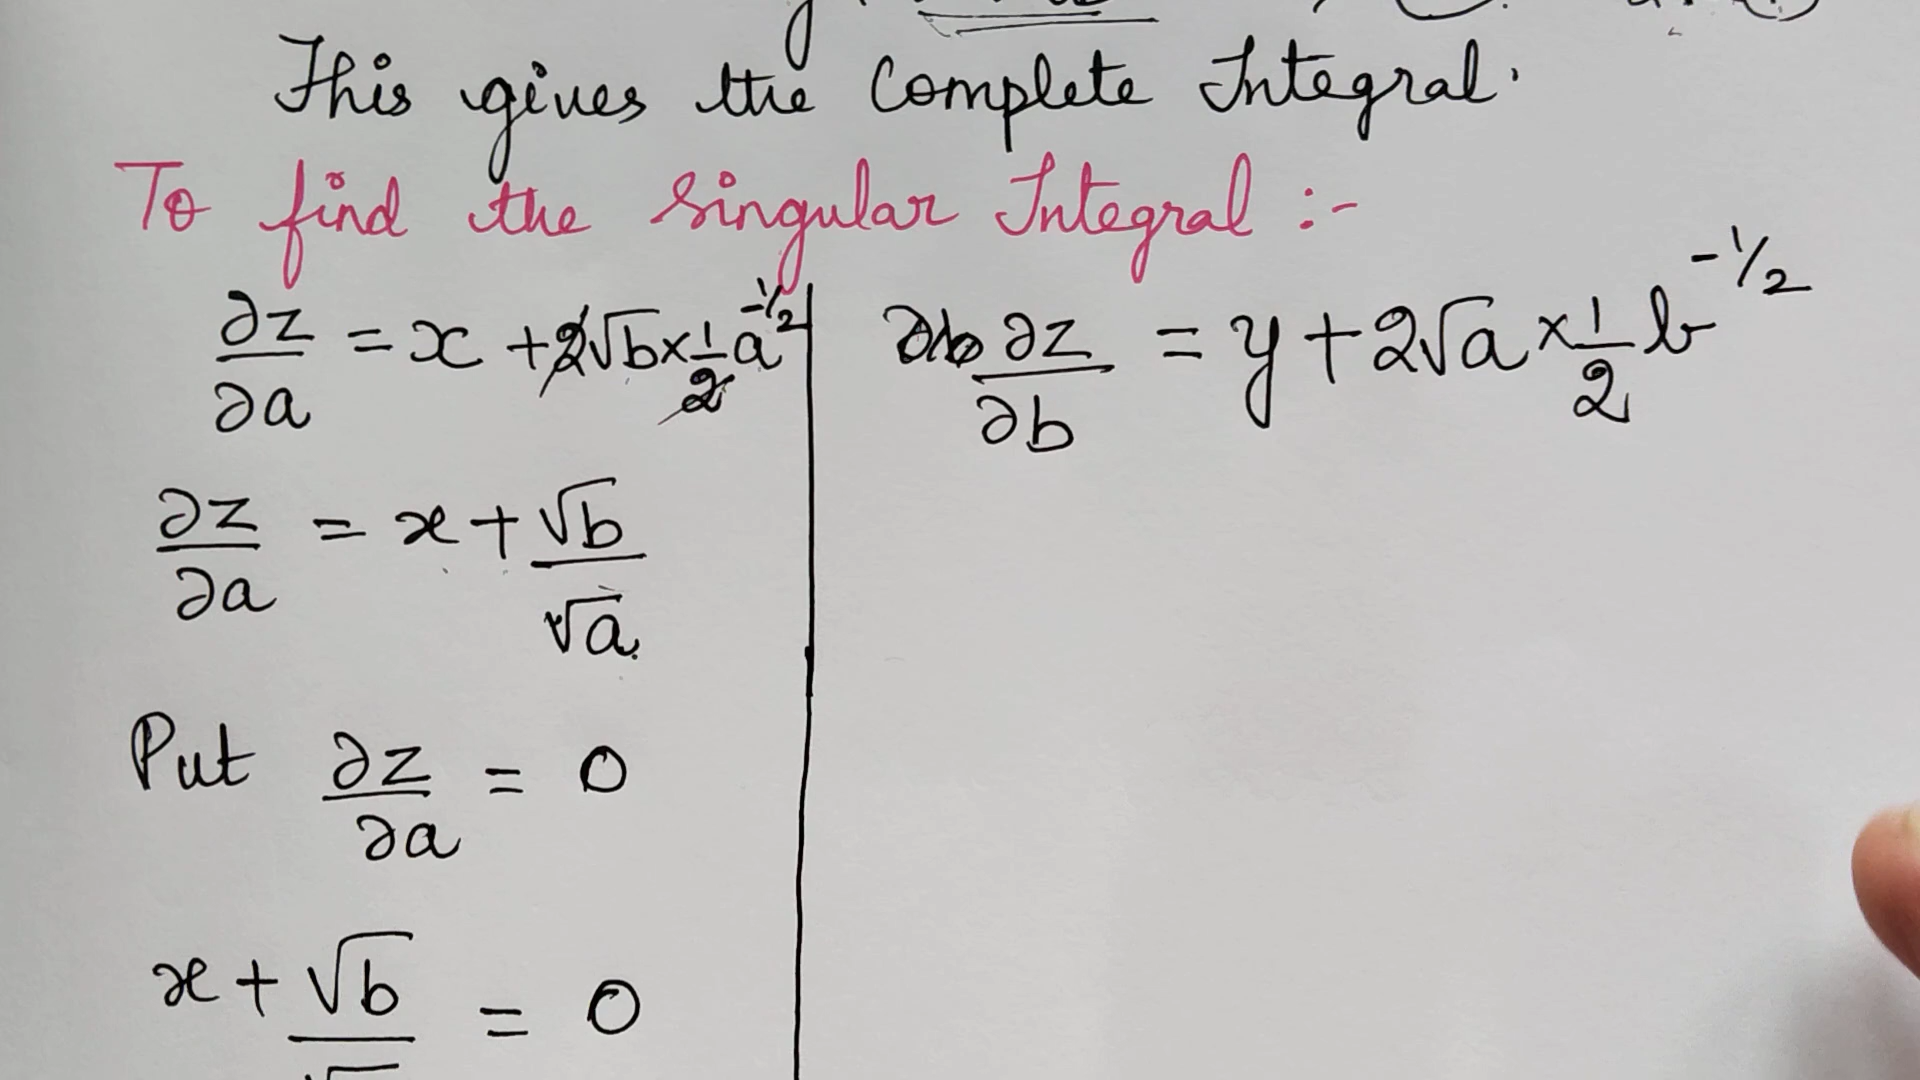 This gives the Complete Integral.
To find the Singular Integral :-
∂z/∂a = x + 2√b × 1/2 a^-1/2
∂z/∂a = x + √b/√a.
Put ∂z/∂a = 0
x + √b/√ = 0
∂z/∂b = y + 2√a × 1/2 b^-1/2